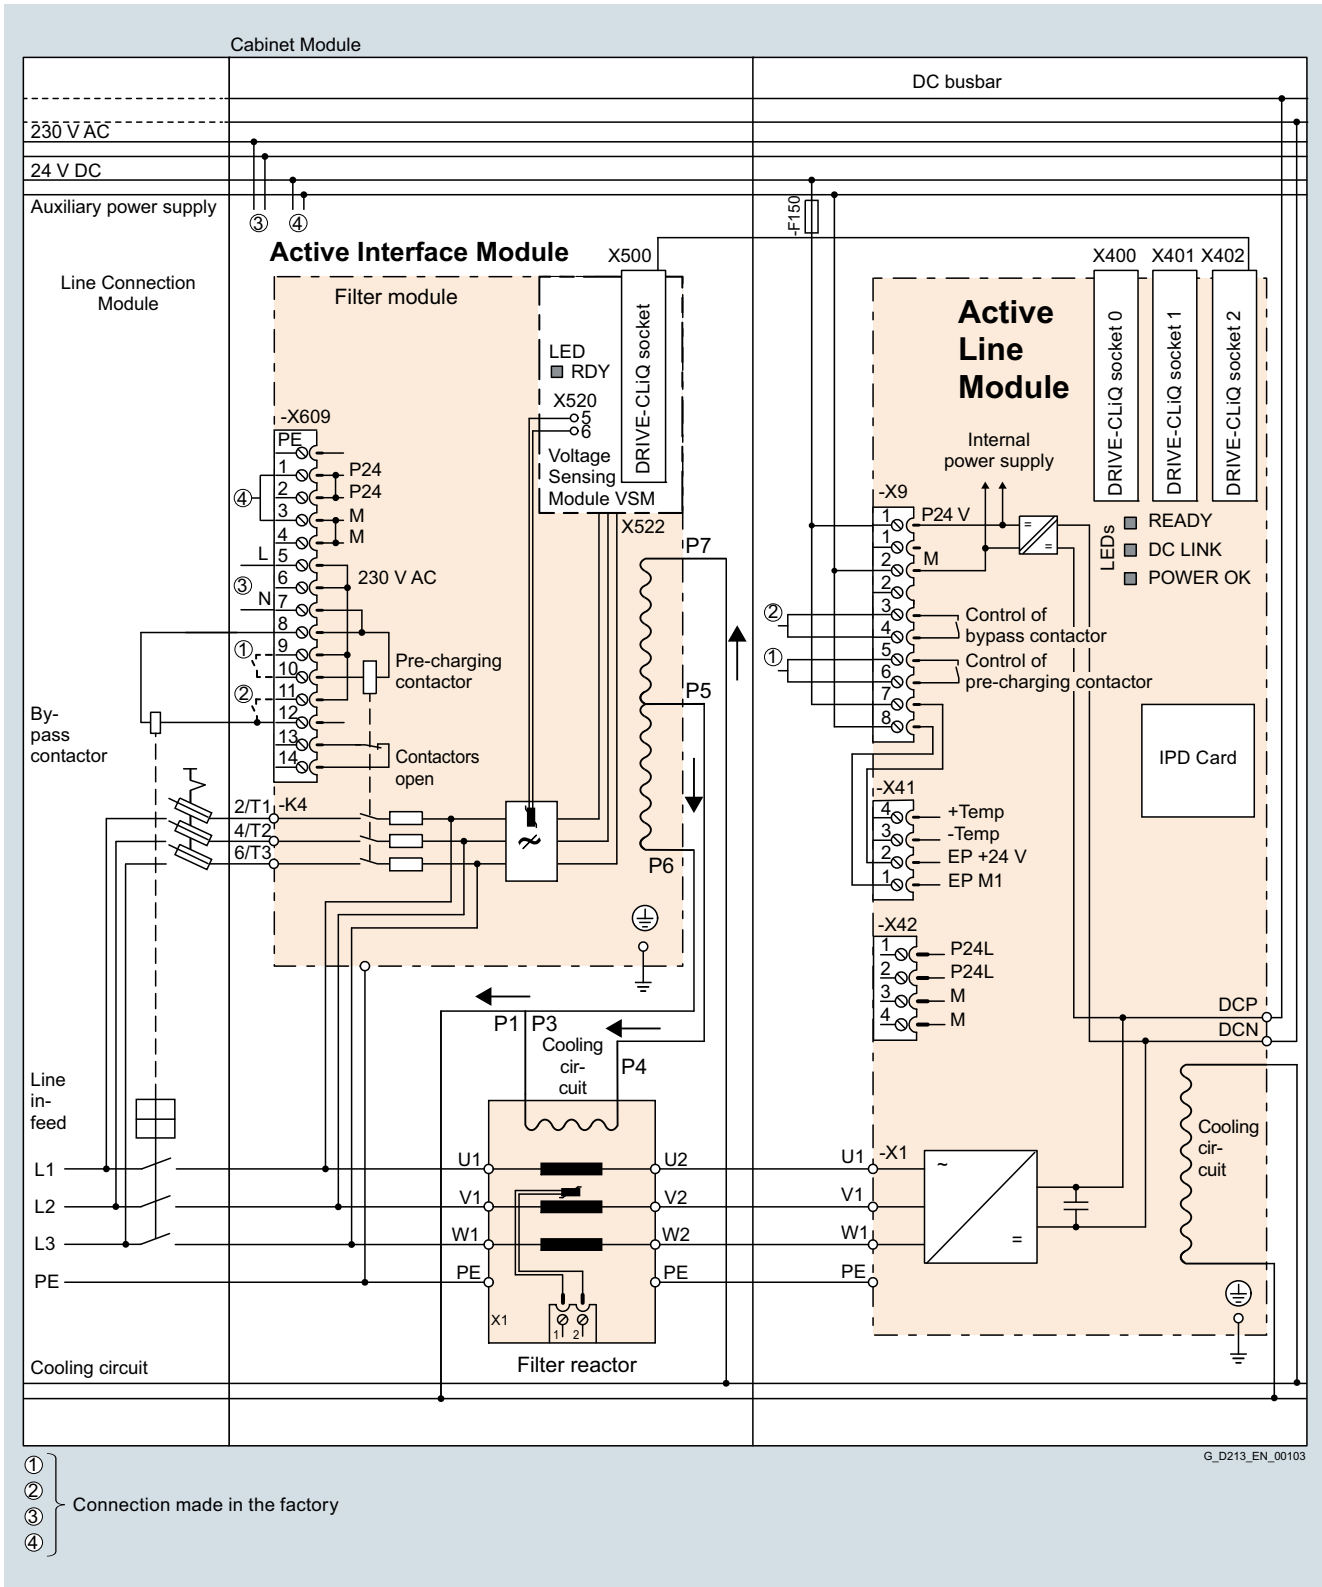 Cabinet Module
DC busbar
230 V AC
24 V DC
Auxiliary power supply
③
④
-F150
Active Interface Module
X500
X400
X401
X402
Line Connection
Module
Filter module
LED
RDY
X520
5
6
Voltage
Sensing
Module VSM
X522
DRIVE-CLiQ socket
Active
Line
Module
DRIVE-CLiQ socket 0
DRIVE-CLiQ socket 1
DRIVE-CLiQ socket 2
Internal
power supply
LEDs
READY
DC LINK
POWER OK
-X609
PE
1
P24
2
P24
④
3
M
4
M
L
5
230 V AC
③
6
N
7
8
①
9
10
Pre-charging
contactor
②
11
12
13
14
Contactors
open
-X9
1
P24 V
1
2
M
2
②
3
4
Control of
bypass contactor
①
5
6
Control of
pre-charging contactor
7
8
P7
P5
P6
IPD Card
By-
pass
contactor
2/T1
-K4
4/T2
6/T3
-X41
4
+Temp
3
-Temp
2
EP +24 V
1
EP M1
-X42
1
P24L
2
P24L
3
M
4
M
DCP
DCN
P1
P3
Cooling
cir-
cuit
P4
Line
in-
feed
Cooling
cir-
cuit
L1
U1
U2
U1
-X1
~
=
L2
V1
V2
V1
L3
W1
W2
W1
PE
PE
PE
PE
X1
1
2
Filter reactor
Cooling circuit
G_D213_EN_00103
①
②
③
④
Connection made in the factory